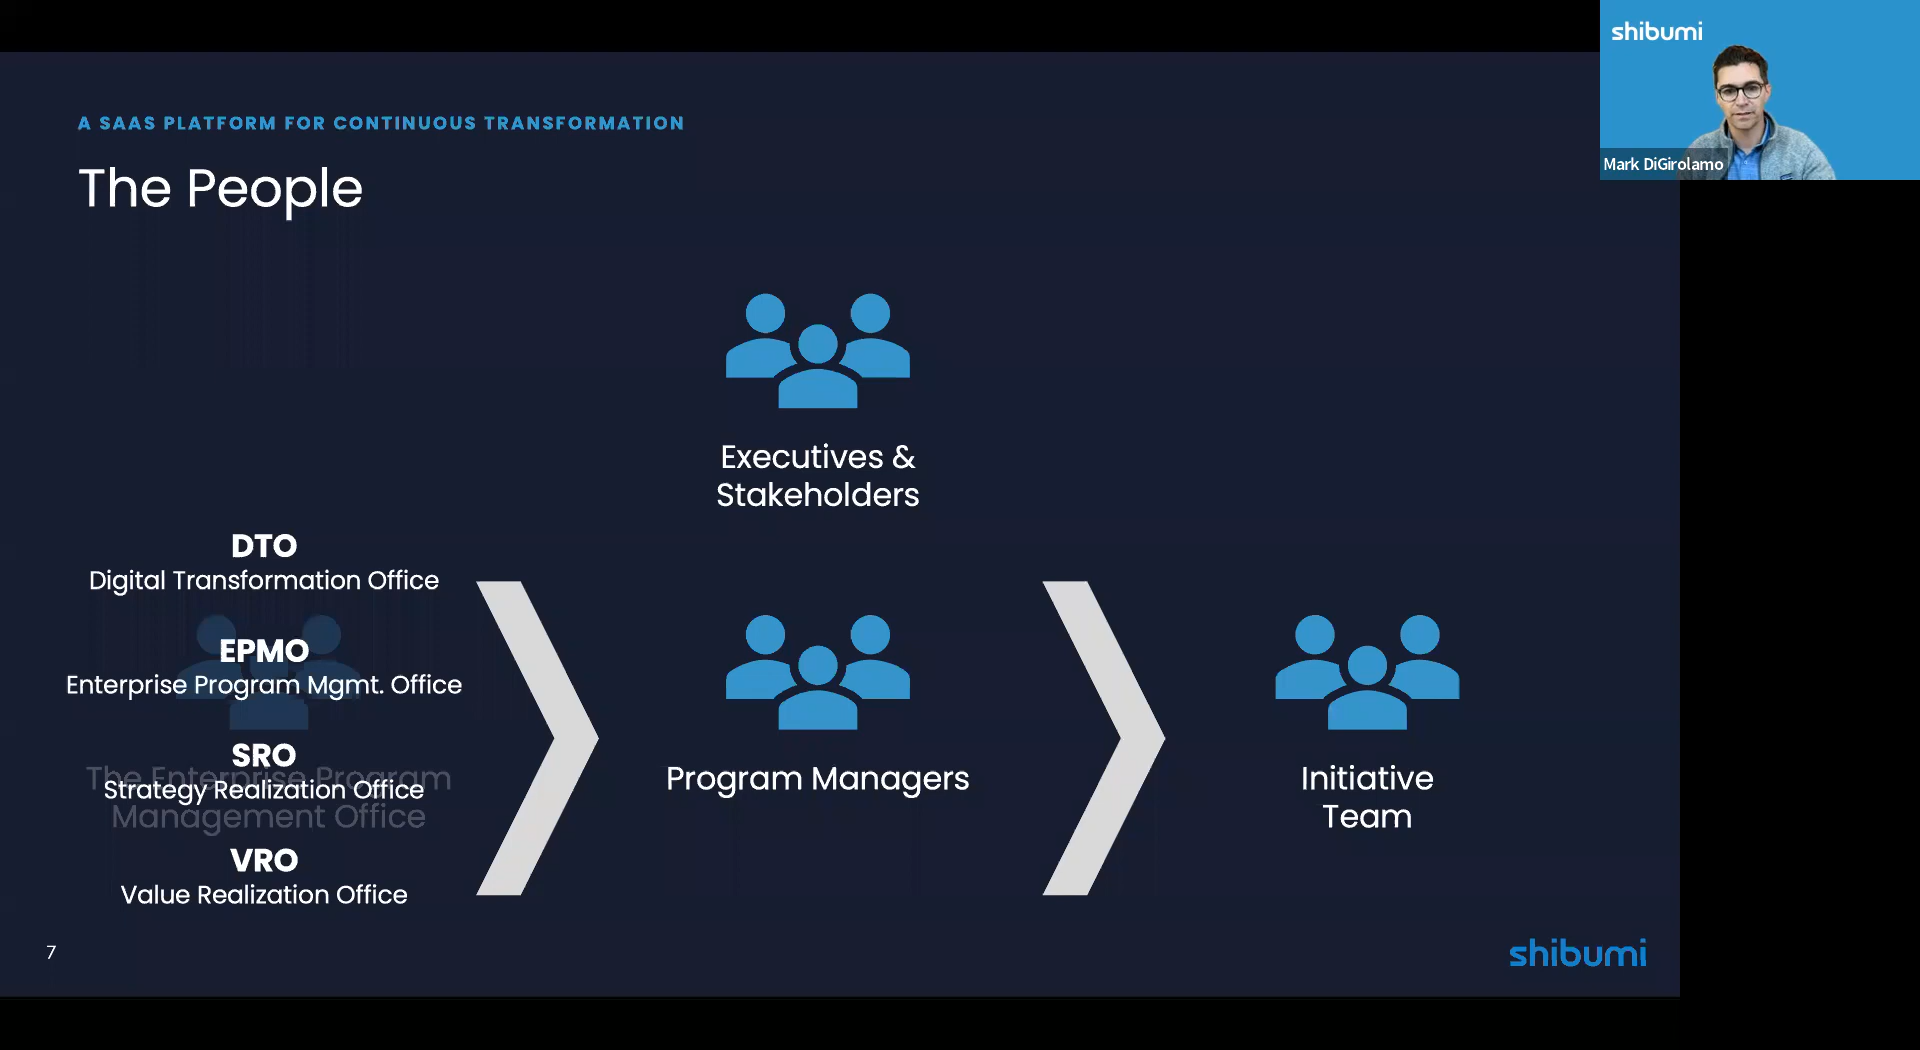 shibumi
Mark DiGirolamo
A SAAS PLATFORM FOR CONTINUOUS TRANSFORMATION
The People
Executives &
Stakeholders
DTO
Digital Transformation Office
EPMO
Enterprise Program Mgmt. Office
SRO
The Enterprise Program
Strategy Realization Office
Management Office
VRO
Value Realization Office
Program Managers
Initiative
Team
7
shibumi